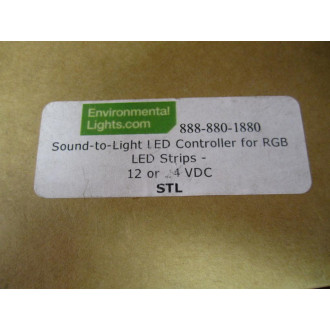 Environmental
Lights.com
888-880-1880
Sound-to-Light LED Controller for RGB
LED Strips -
12 or 24 VDC
STL